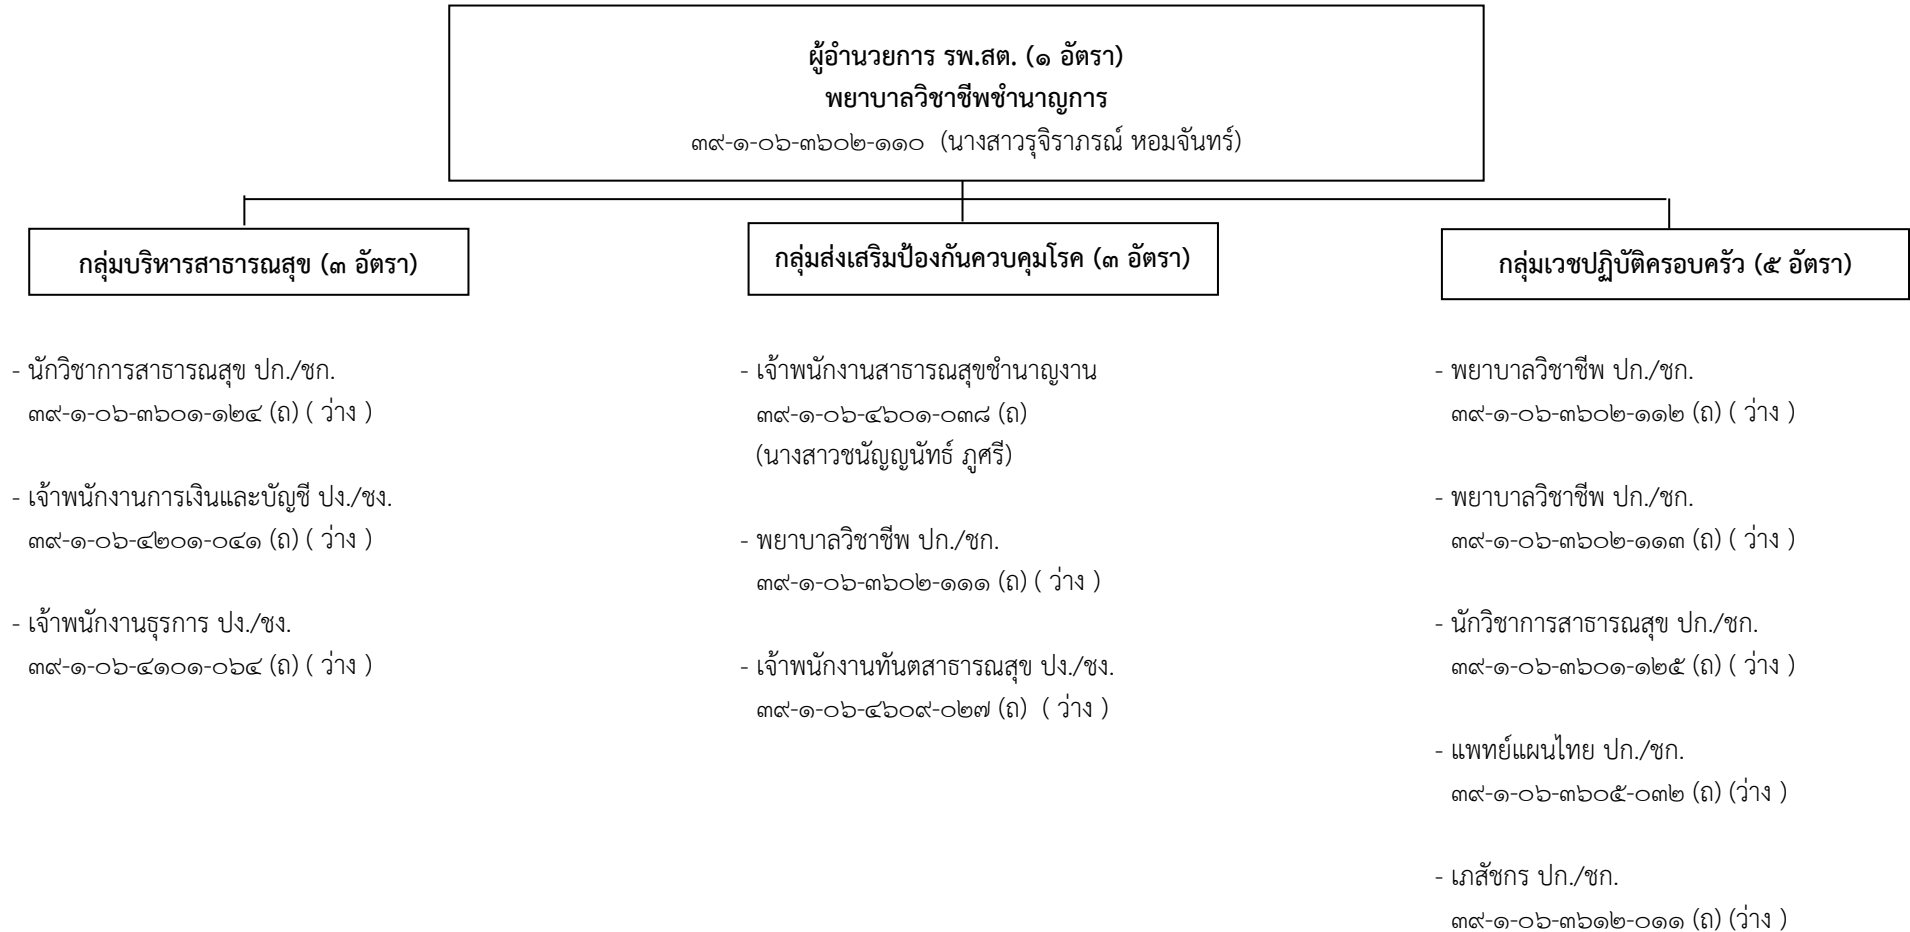 ผู้อำนวยการ รพ.สต. (๑ อัตรา)
พยาบาลวิชาชีพชำนาญการ
๓๙-๑-๐๖-๓๖๐๒-๑๑๐ (นางสาวรุจิราภรณ์ หอมจันทร์)
กลุ่มบริหารสาธารณสุข (๓ อัตรา)
- นักวิชาการสาธารณสุข ปก./ชก.
๓๙-๑-๐๖-๓๖๐๑-๑๒๔ (ถ) ( ว่าง )
- เจ้าพนักงานการเงินและบัญชี ปง./ชง.
๓๙-๑-๐๖-๔๒๐๑-๐๔๑ (ถ) ( ว่าง )
- เจ้าพนักงานธุรการ ปง./ชง.
๓๙-๑-๐๖-๔๑๐๑-๐๖๔ (ถ) ( ว่าง )
กลุ่มส่งเสริมป้องกันควบคุมโรค (๓ อัตรา)
- เจ้าพนักงานสาธารณสุขชำนาญงาน
๓๙-๑-๐๖-๔๖๐๑-๐๓๘ (ถ)
(นางสาวชนัญญนัทธ์ ภูศรี)
- พยาบาลวิชาชีพ ปก./ชก.
๓๙-๑-๐๖-๓๖๐๒-๑๑๑ (ถ) ( ว่าง )
- เจ้าพนักงานทันตสาธารณสุข ปง./ชง.
๓๙-๑-๐๖-๔๖๐๙-๐๒๗ (ถ) ( ว่าง )
กลุ่มเวชปฏิบัติครอบครัว (๕ อัตรา)
- พยาบาลวิชาชีพ ปก./ชก.
๓๙-๑-๐๖-๓๖๐๒-๑๑๒ (ถ) ( ว่าง )
- พยาบาลวิชาชีพ ปก./ชก.
๓๙-๑-๐๖-๓๖๐๒-๑๑๓ (ถ) ( ว่าง )
- นักวิชาการสาธารณสุข ปก./ชก.
๓๙-๑-๐๖-๓๖๐๑-๑๒๕ (ถ) ( ว่าง )
- แพทย์แผนไทย ปก./ชก.
๓๙-๑-๐๖-๓๖๐๕-๐๓๒ (ถ) (ว่าง )
- เภสัชกร ปก./ชก.
๓๙-๑-๐๖-๓๖๑๒-๐๑๑ (ถ) (ว่าง )